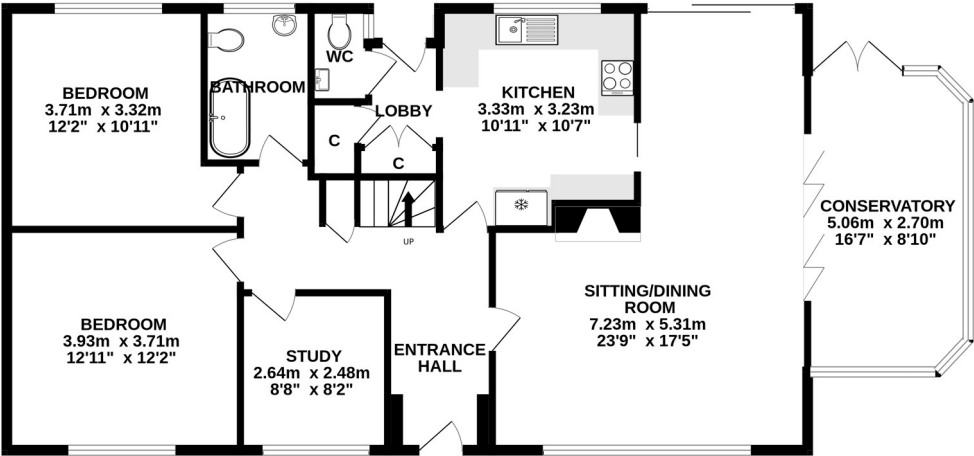 BEDROOM
3.71m x 3.32m
12'2" x 10'11"
BATHROOM
WC
LOBBY
C
C
KITCHEN
3.33m x 3.23m
10'11" x 10'7"
CONSERVATORY
5.06m x 2.70m
16'7" x 8'10"
UP
BEDROOM
3.93m x 3.71m
12'11" x 12'2"
STUDY
2.64m x 2.48m
8'8" x 8'2"
ENTRANCE
HALL
SITTING/DINING
ROOM
7.23m x 5.31m
23'9" x 17'5"